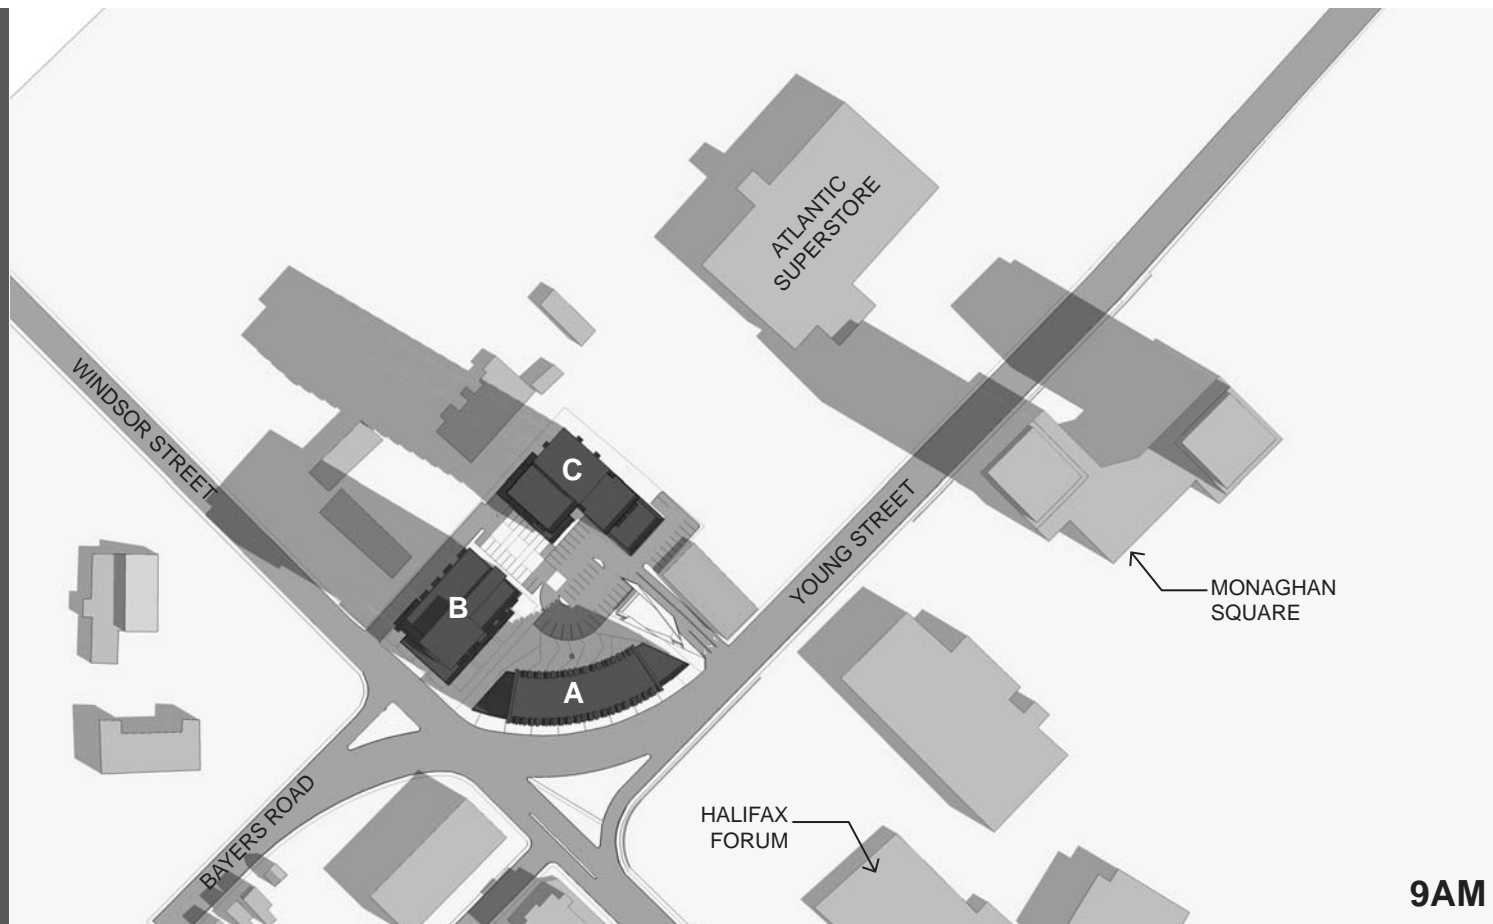 ATLANTIC
SUPERSTORE
WINDSOR STREET
C
YOUNG STREET
B
MONAGHAN
SQUARE
A
BAYERS ROAD
HALIFAX
FORUM
9AM